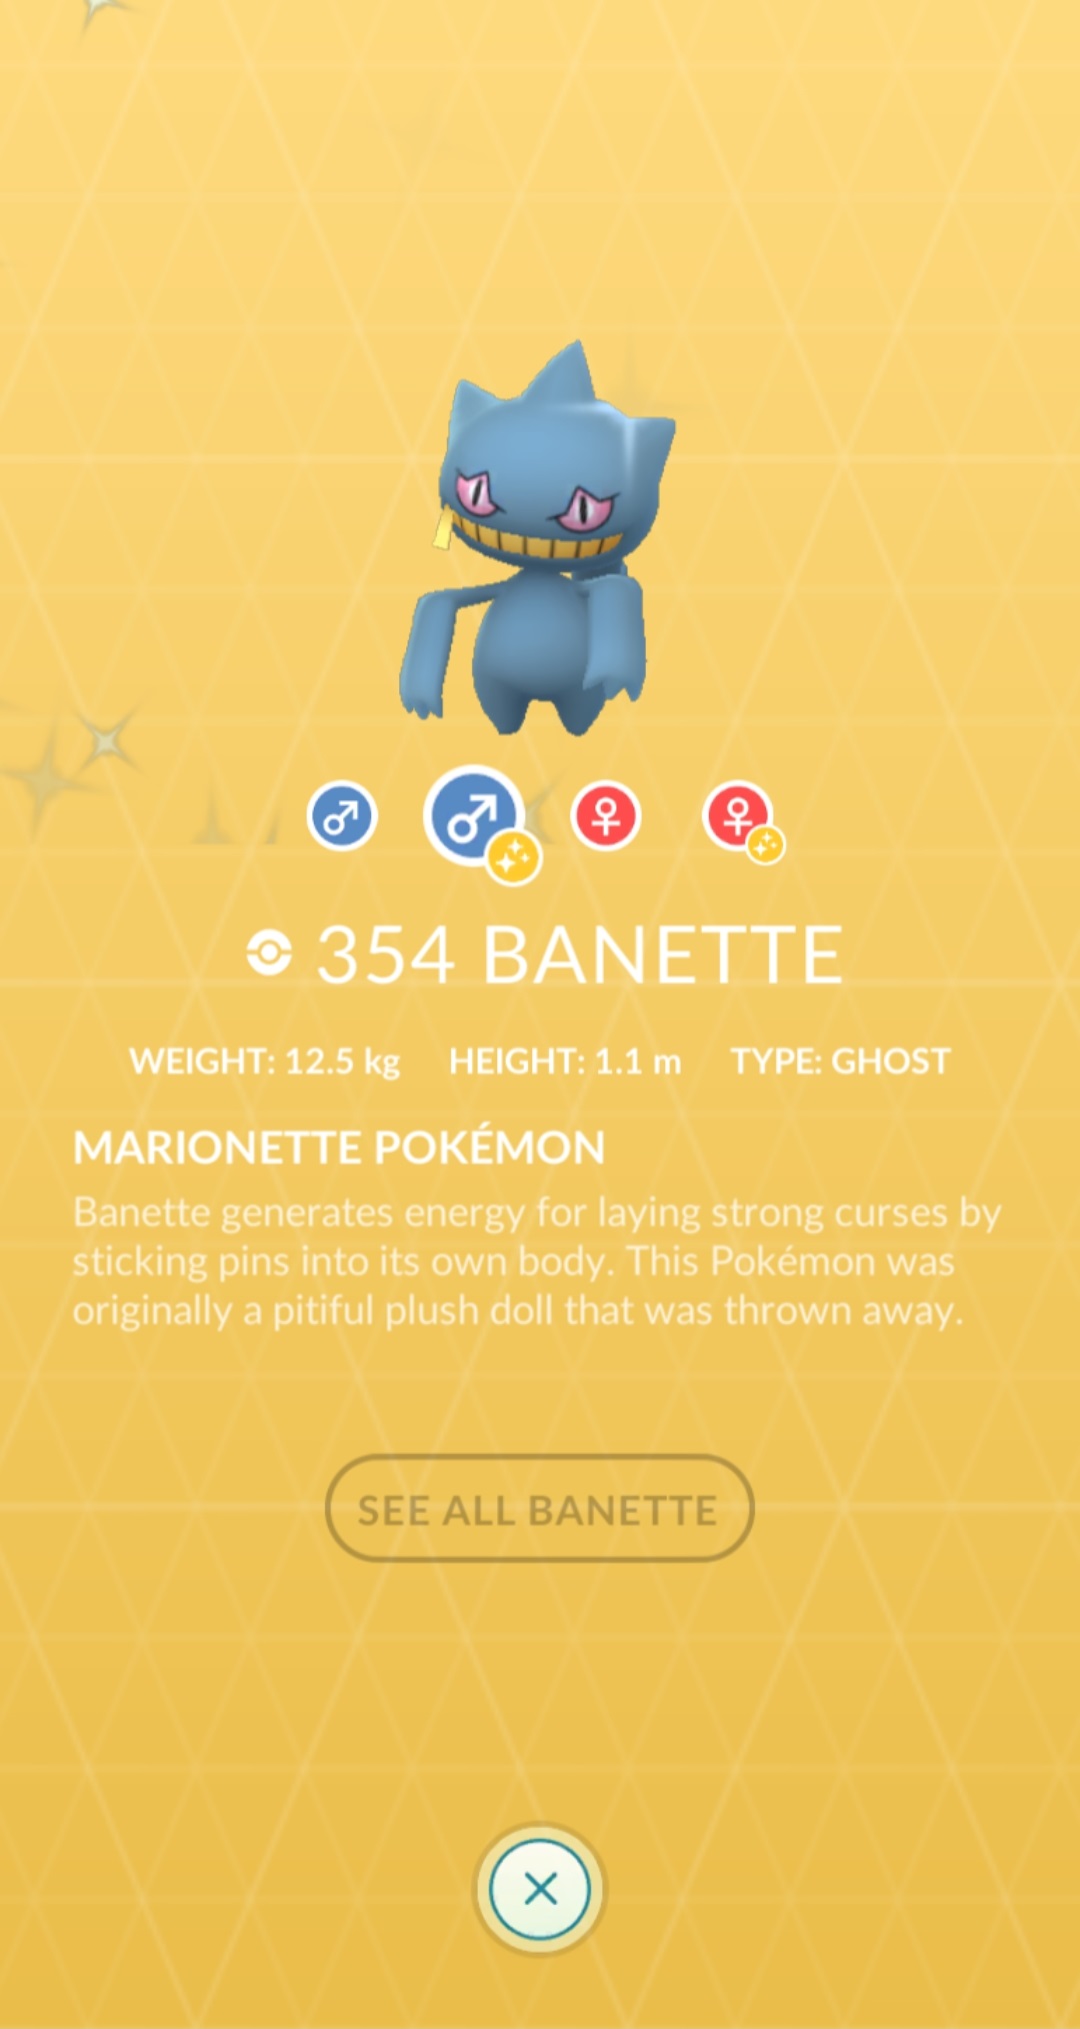 354 BANETTE
WEIGHT: 12.5 kg HEIGHT: 1.1 m TYPE: GHOST
MARIONETTE POKÉMON
Banette generates energy for laying strong curses by
sticking pins into its own body. This Pokémon was
originally a pitiful plush doll that was thrown away.
SEE ALL BANETTE